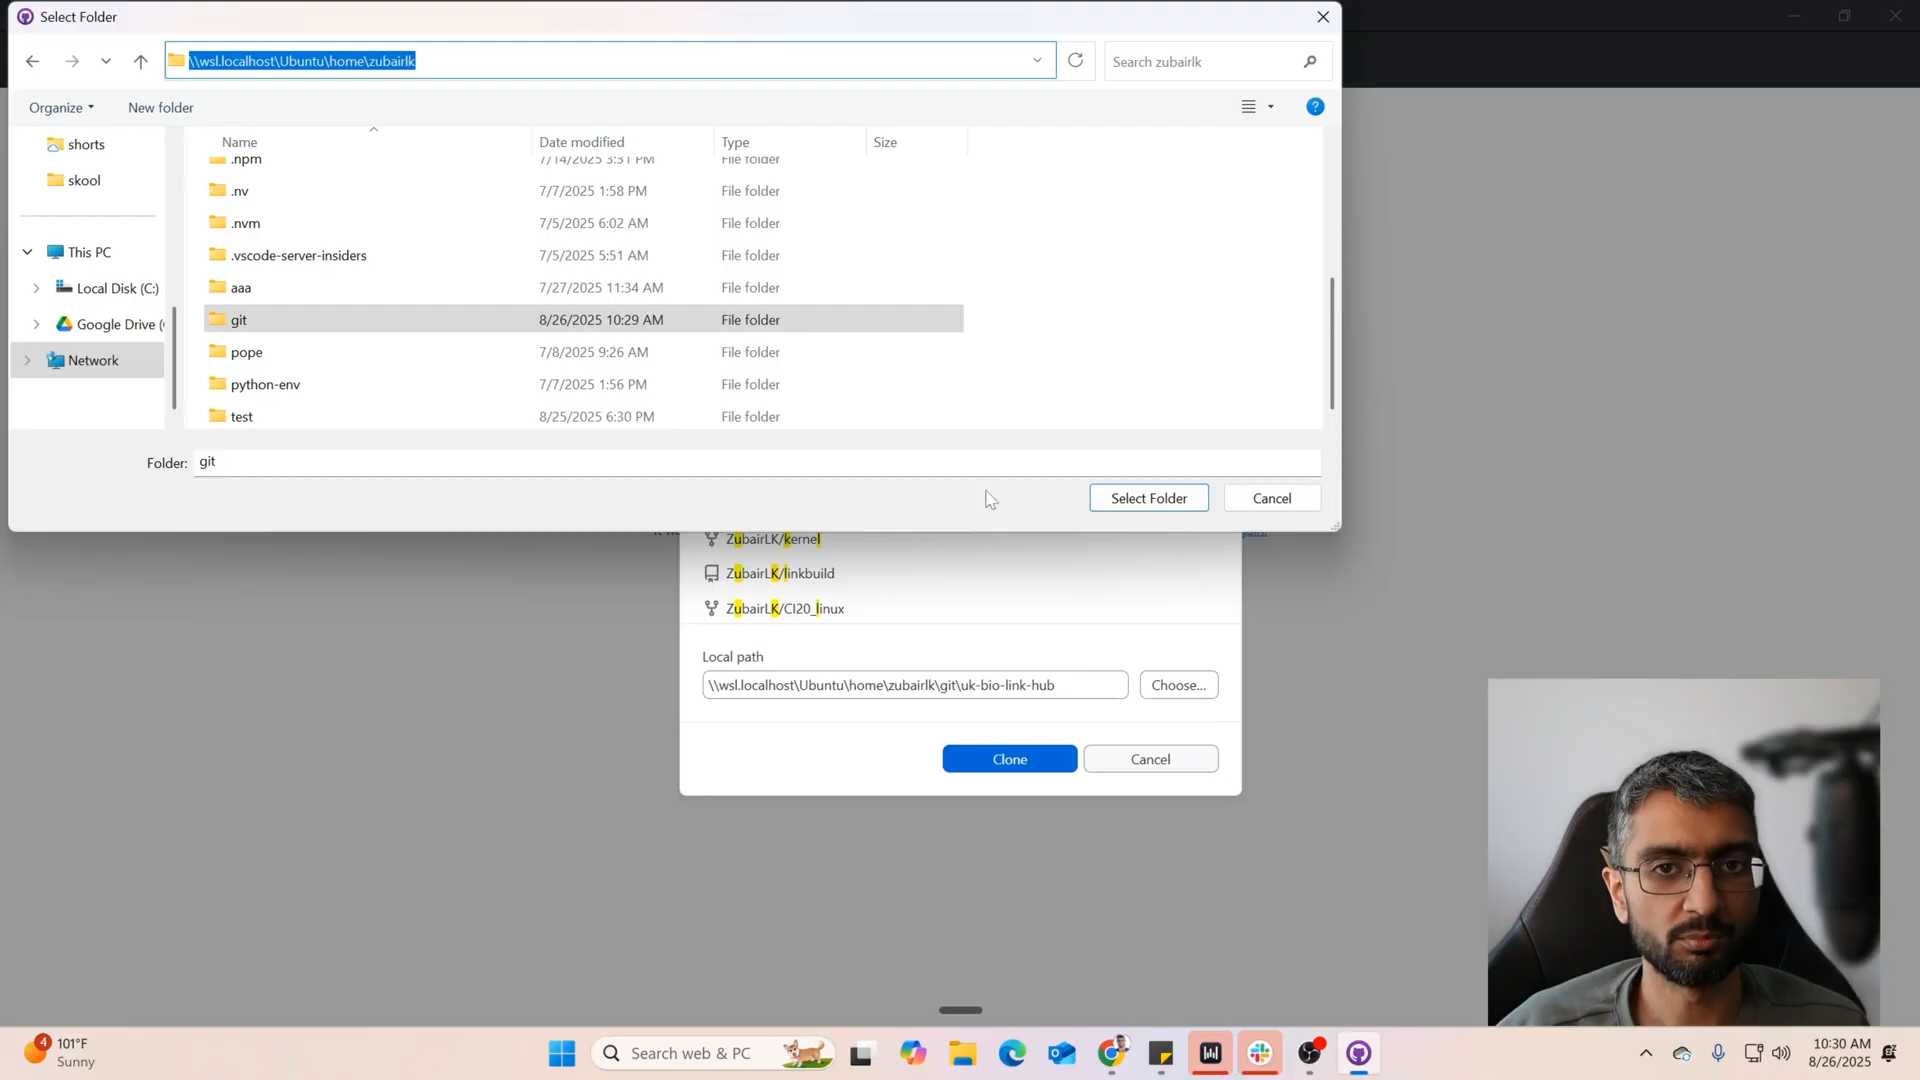 Select Folder
\\wsl.localhost\Ubuntu\home\zubairlk
Search zubairlk
Organize
New folder
shorts
skool
This PC
Local Disk (C:)
Google Drive (
Network
Name
Date modified
Type
Size
.npm 7/14/2025 3:31 PM File folder
.nv 7/7/2025 1:58 PM File folder
.nvm 7/5/2025 6:02 AM File folder
.vscode-server-insiders 7/5/2025 5:51 AM File folder
aaa 7/27/2025 11:34 AM File folder
git 8/26/2025 10:29 AM File folder
pope 7/8/2025 9:26 AM File folder
python-env 7/7/2025 1:56 PM File folder
test 8/25/2025 6:30 PM File folder
Folder: git
Select Folder
Cancel
ZubairLK/kernel
ZubairLK/linkbuild
ZubairLK/CI20_linux
Local path
\\wsl.localhost\Ubuntu\home\zubairlk\git\uk-bio-link-hub
Choose...
Clone
Cancel
4
101°F
Sunny
Search web & PC
10:30 AM
8/26/2025